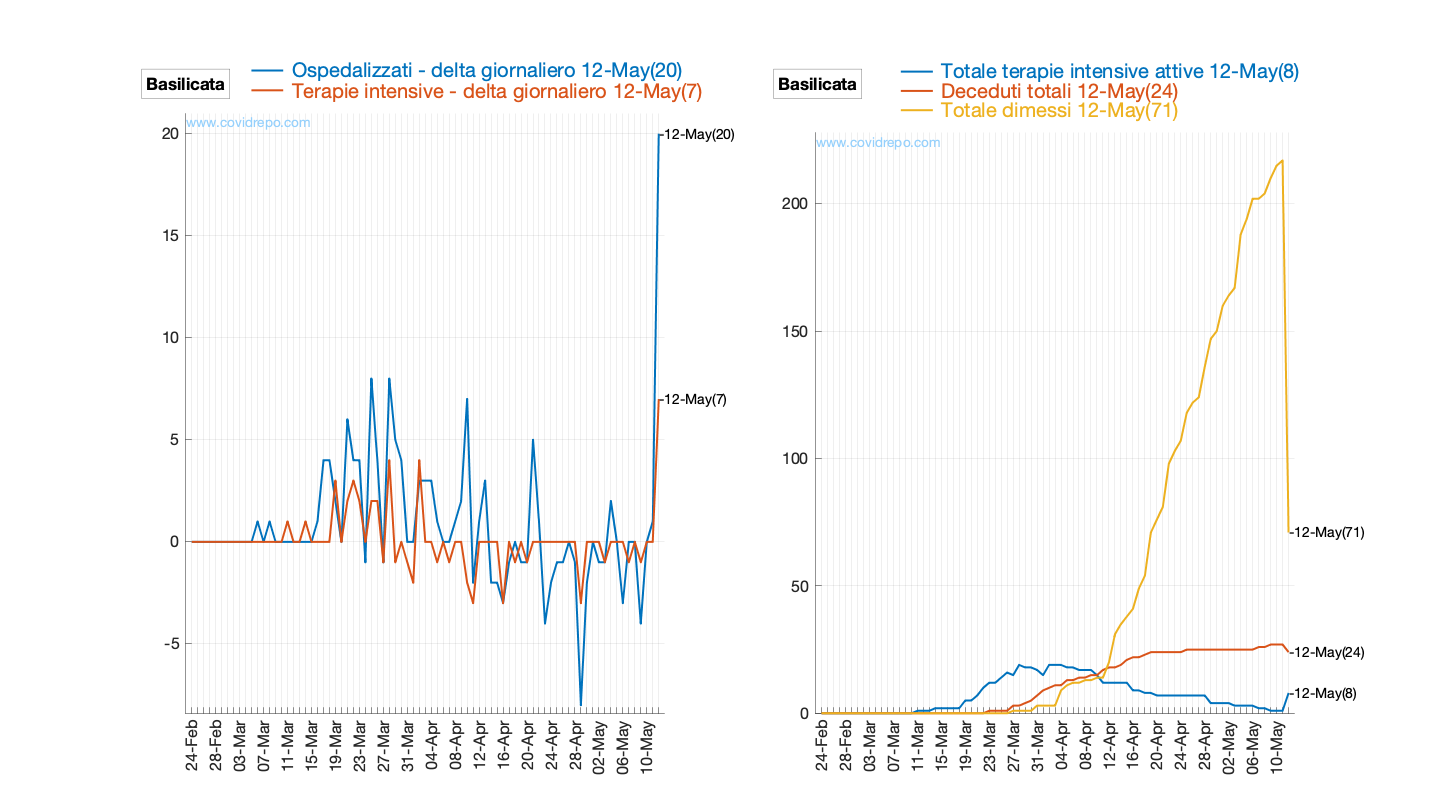 Basilicata
Ospedalizzati - delta giornaliero 12-May(20)
Terapie intensive - delta giornaliero 12-May(7)
www.covidrepo.com
20
15
10
5
0
-5
12-May(20)
12-May(7)
24-Feb
28-Feb
03-Mar
07-Mar
11-Mar
15-Mar
19-Mar
23-Mar
27-Mar
31-Mar
04-Apr
08-Apr
12-Apr
16-Apr
20-Apr
24-Apr
28-Apr
02-May
06-May
10-May
Basilicata
Totale terapie intensive attive 12-May(8)
Deceduti totali 12-May(24)
Totale dimessi 12-May(71)
www.covidrepo.com
200
150
100
50
0
12-May(71)
12-May(24)
12-May(8)
24-Feb
28-Feb
03-Mar
07-Mar
11-Mar
15-Mar
19-Mar
23-Mar
27-Mar
31-Mar
04-Apr
08-Apr
12-Apr
16-Apr
20-Apr
24-Apr
28-Apr
02-May
06-May
10-May